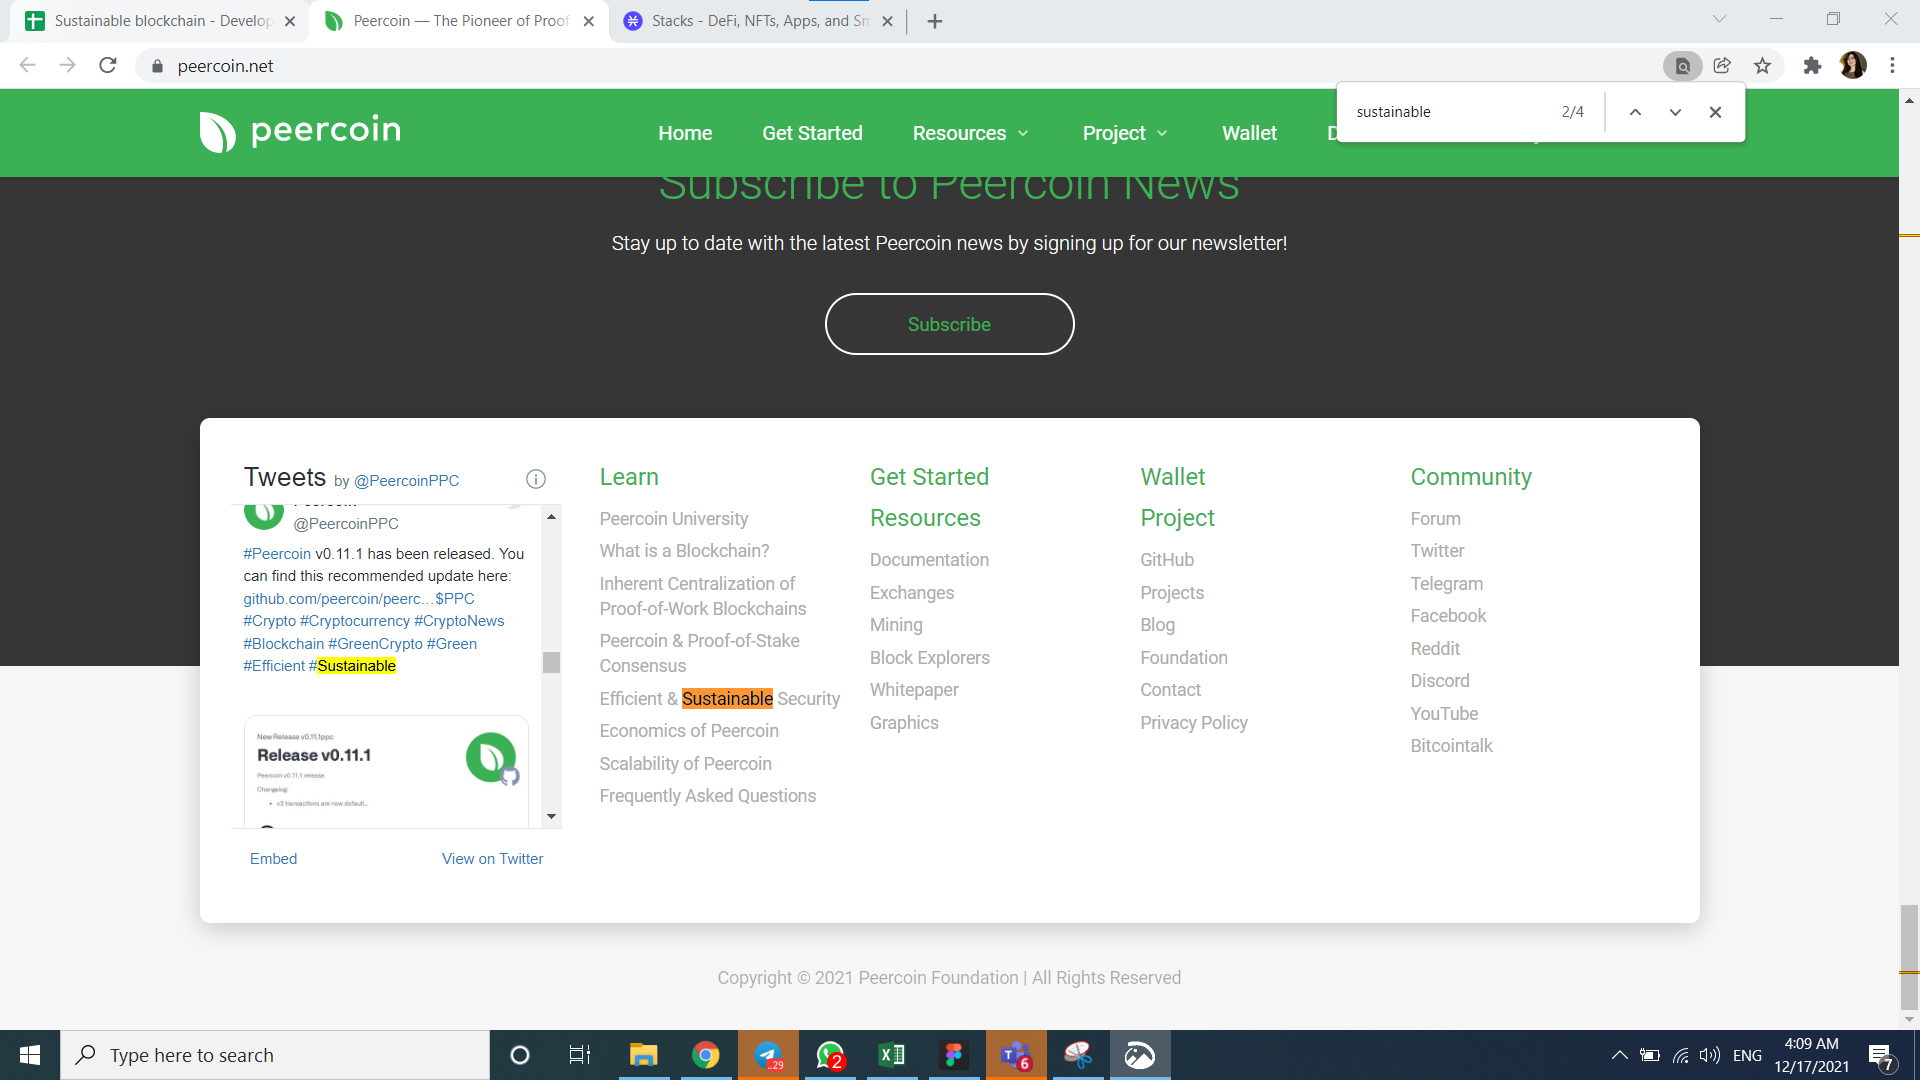 Sustainable blockchain - Develop
Peercoin — The Pioneer of Proof
Stacks - DeFi, NFTs, Apps, and Sm
peercoin.net
sustainable 2/4
peercoin
Home Get Started Resources Project Wallet
Subscribe to Peercoin News
Stay up to date with the latest Peercoin news by signing up for our newsletter!
Subscribe
Tweets by @PeercoinPPC
@PeercoinPPC
#Peercoin v0.11.1 has been released. You
can find this recommended update here:
github.com/peercoin/peerc…$PPC
#Crypto #Cryptocurrency #CryptoNews
#Blockchain #GreenCrypto #Green
#Efficient #Sustainable
New Release v0.11.1ppc
Release v0.11.1
Peercoin v0.11.1 release
Changelog:
• v3 transactions are now default...
Embed View on Twitter
Learn
Peercoin University
What is a Blockchain?
Inherent Centralization of
Proof-of-Work Blockchains
Peercoin & Proof-of-Stake
Consensus
Efficient & Sustainable Security
Economics of Peercoin
Scalability of Peercoin
Frequently Asked Questions
Get Started
Resources
Documentation
Exchanges
Mining
Block Explorers
Whitepaper
Graphics
Wallet
Project
GitHub
Projects
Blog
Foundation
Contact
Privacy Policy
Community
Forum
Twitter
Telegram
Facebook
Reddit
Discord
YouTube
Bitcointalk
Copyright © 2021 Peercoin Foundation | All Rights Reserved
Type here to search
..29
2
6
ENG
4:09 AM
12/17/2021
7